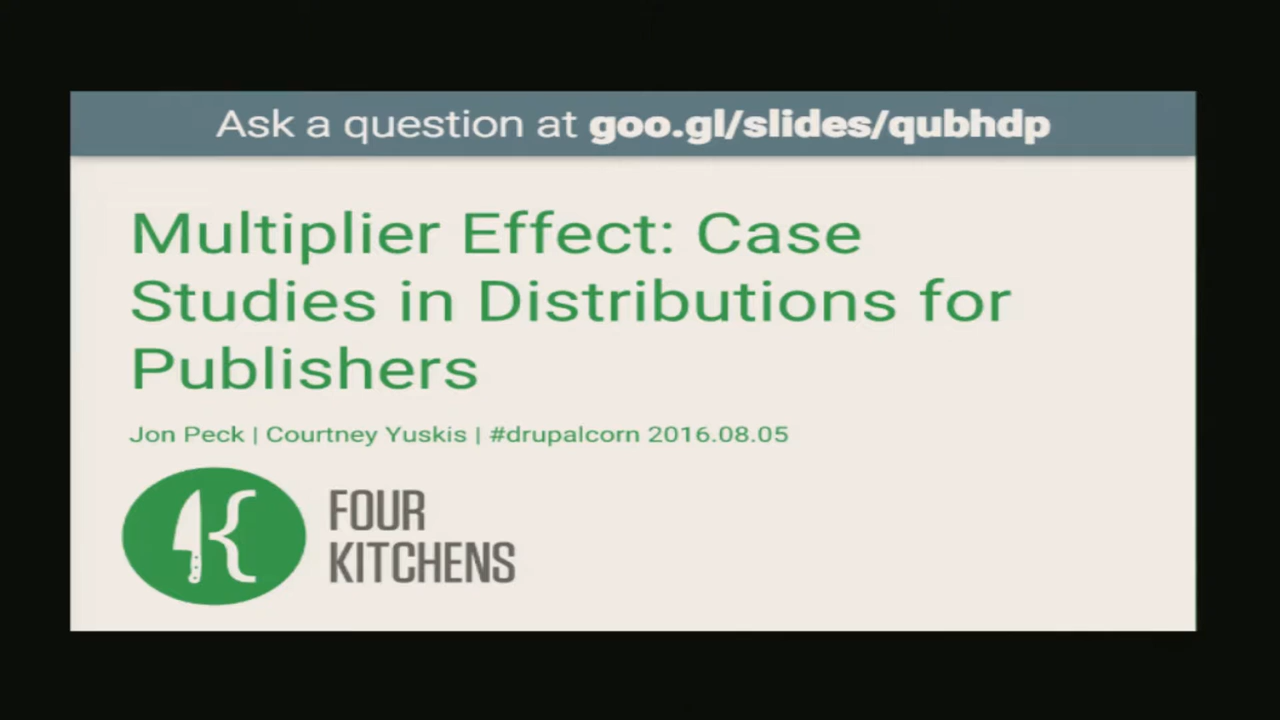 Ask a question at goo.gl/slides/qubhdp
Multiplier Effect: Case
Studies in Distributions for
Publishers
Jon Peck | Courtney Yuskis | #drupalcorn 2016.08.05
FOUR
KITCHENS